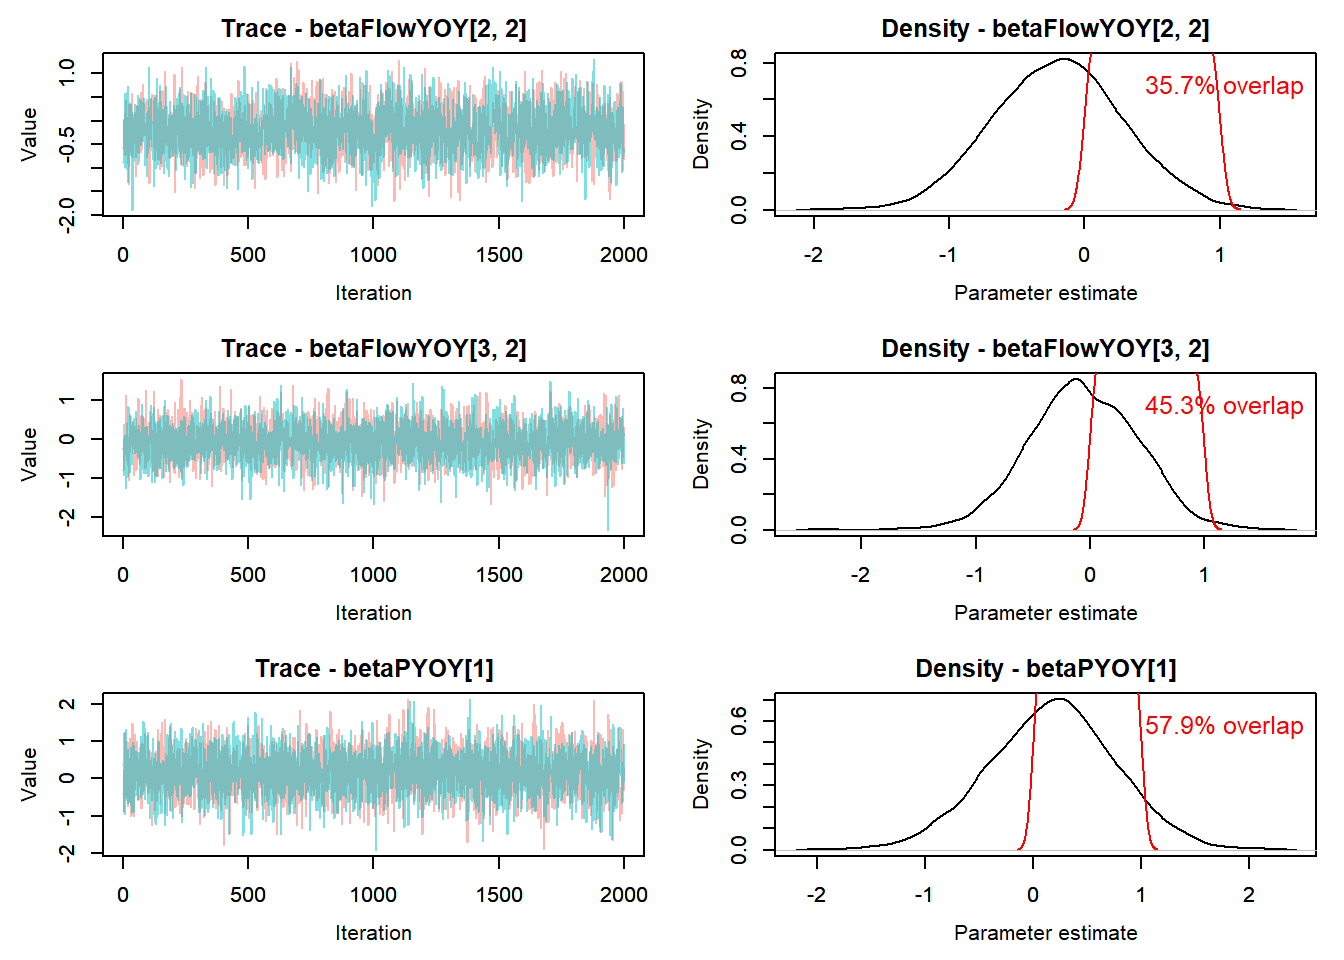 Trace - betaFlowYOY[2, 2]
Value
-2.0 -0.5 1.0
0 500 1000 1500 2000
Iteration
Density - betaFlowYOY[2, 2]
Density
0.0 0.4 0.8
35.7% overlap
-2 -1 0 1
Parameter estimate
Trace - betaFlowYOY[3, 2]
Value
-2 -1 0 1
0 500 1000 1500 2000
Iteration
Density - betaFlowYOY[3, 2]
Density
0.0 0.4 0.8
45.3% overlap
-2 -1 0 1
Parameter estimate
Trace - betaPYOY[1]
Value
-2 -1 0 1 2
0 500 1000 1500 2000
Iteration
Density - betaPYOY[1]
Density
0.0 0.3 0.6
57.9% overlap
-2 -1 0 1 2
Parameter estimate